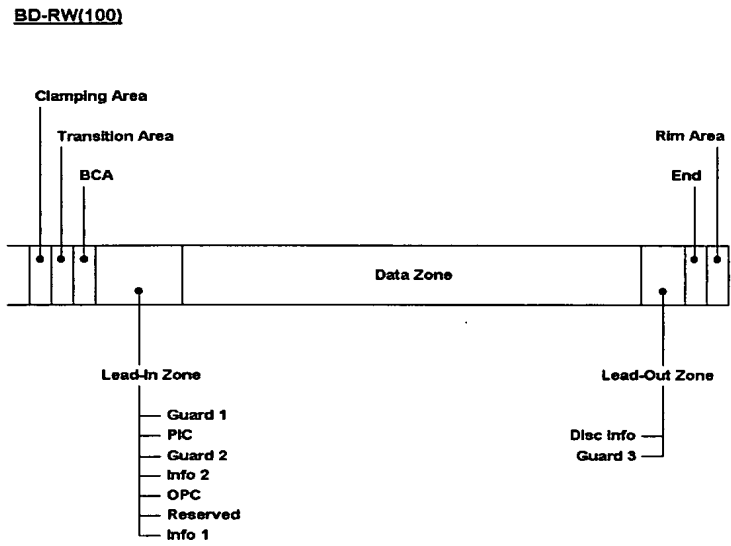 BD-RW(100)
Clamping Area
Transition Area
Rim Area
BCA
End
Data Zone
Lead-In Zone
Lead-Out Zone
Guard 1
PIC
Disc Info
Guard 2
Guard 3
Info 2
OPC
Reserved
Info 1